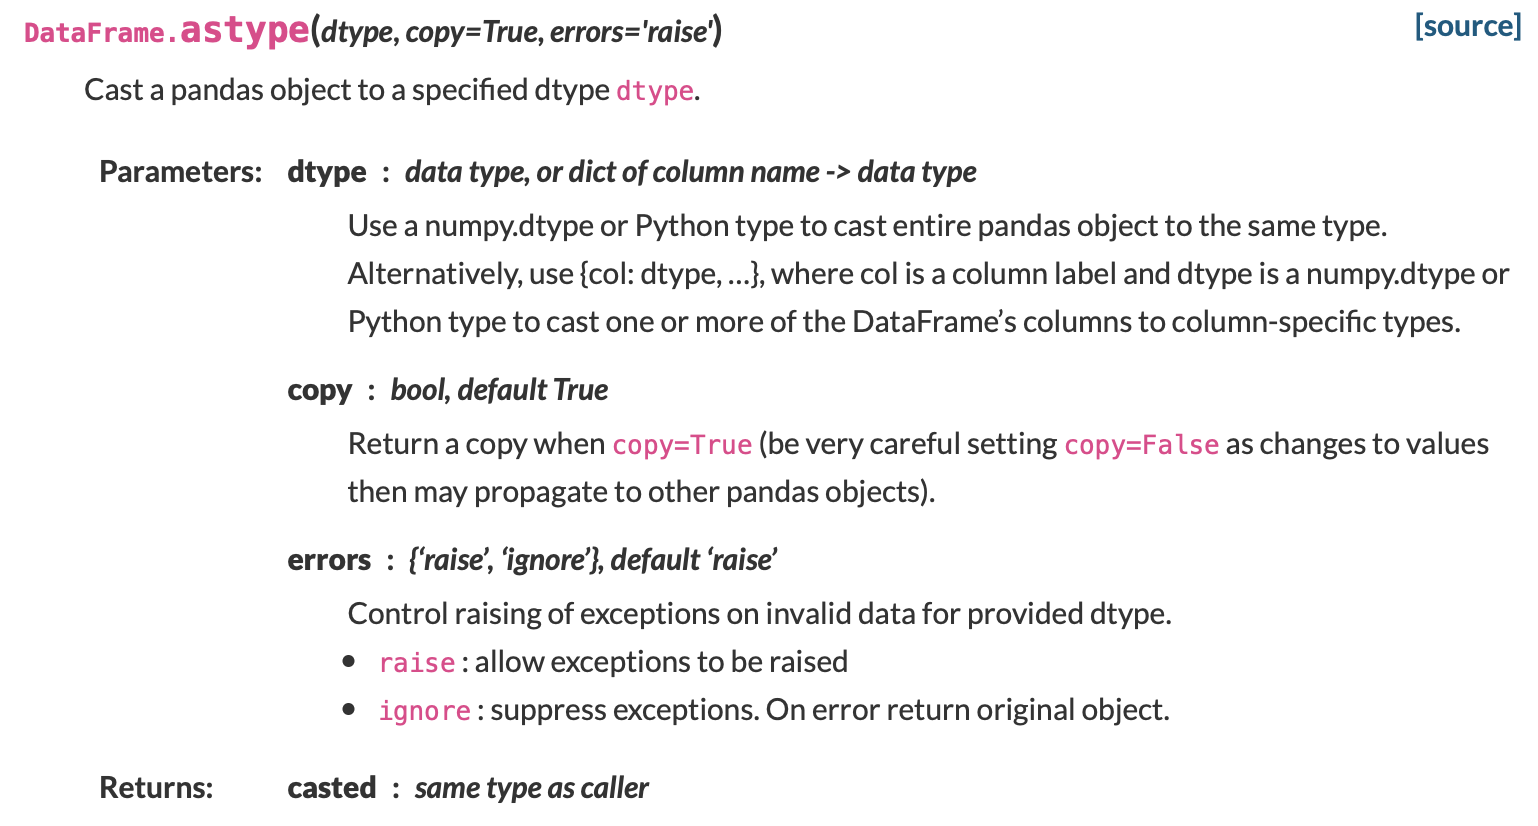 DataFrame.astype(dtype, copy=True, errors='raise') [source]
Cast a pandas object to a specified dtype dtype.
Parameters: dtype : data type, or dict of column name -> data type
Use a numpy.dtype or Python type to cast entire pandas object to the same type.
Alternatively, use {col: dtype, …}, where col is a column label and dtype is a numpy.dtype or
Python type to cast one or more of the DataFrame’s columns to column-specific types.
copy : bool, default True
Return a copy when copy=True (be very careful setting copy=False as changes to values
then may propagate to other pandas objects).
errors : {‘raise’, ‘ignore’}, default ‘raise’
Control raising of exceptions on invalid data for provided dtype.
• raise : allow exceptions to be raised
• ignore : suppress exceptions. On error return original object.
Returns: casted : same type as caller